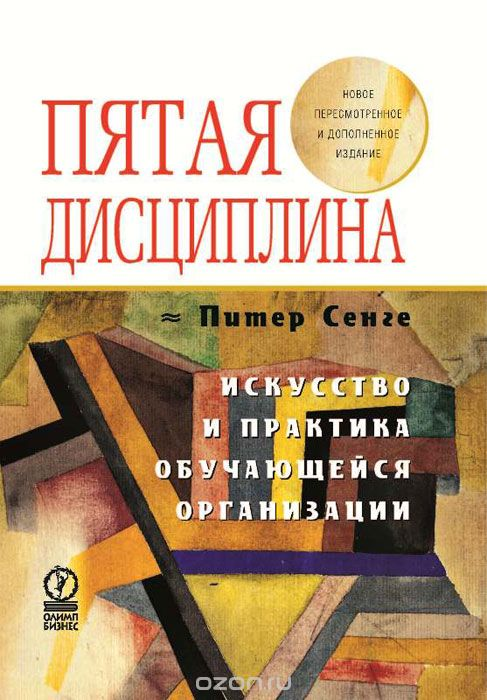 НОВОЕ
ПЕРЕСМОТРЕННОЕ
И ДОПОЛНЕННОЕ
ИЗДАНИЕ
ПЯТАЯ
ДИСЦИПЛИНА
≈ Питер Сенге
ИСКУССТВО
И ПРАКТИКА
ОБУЧАЮЩЕЙСЯ
ОРГАНИЗАЦИИ
ОЛИМП
БИЗНЕС
ozon.ru